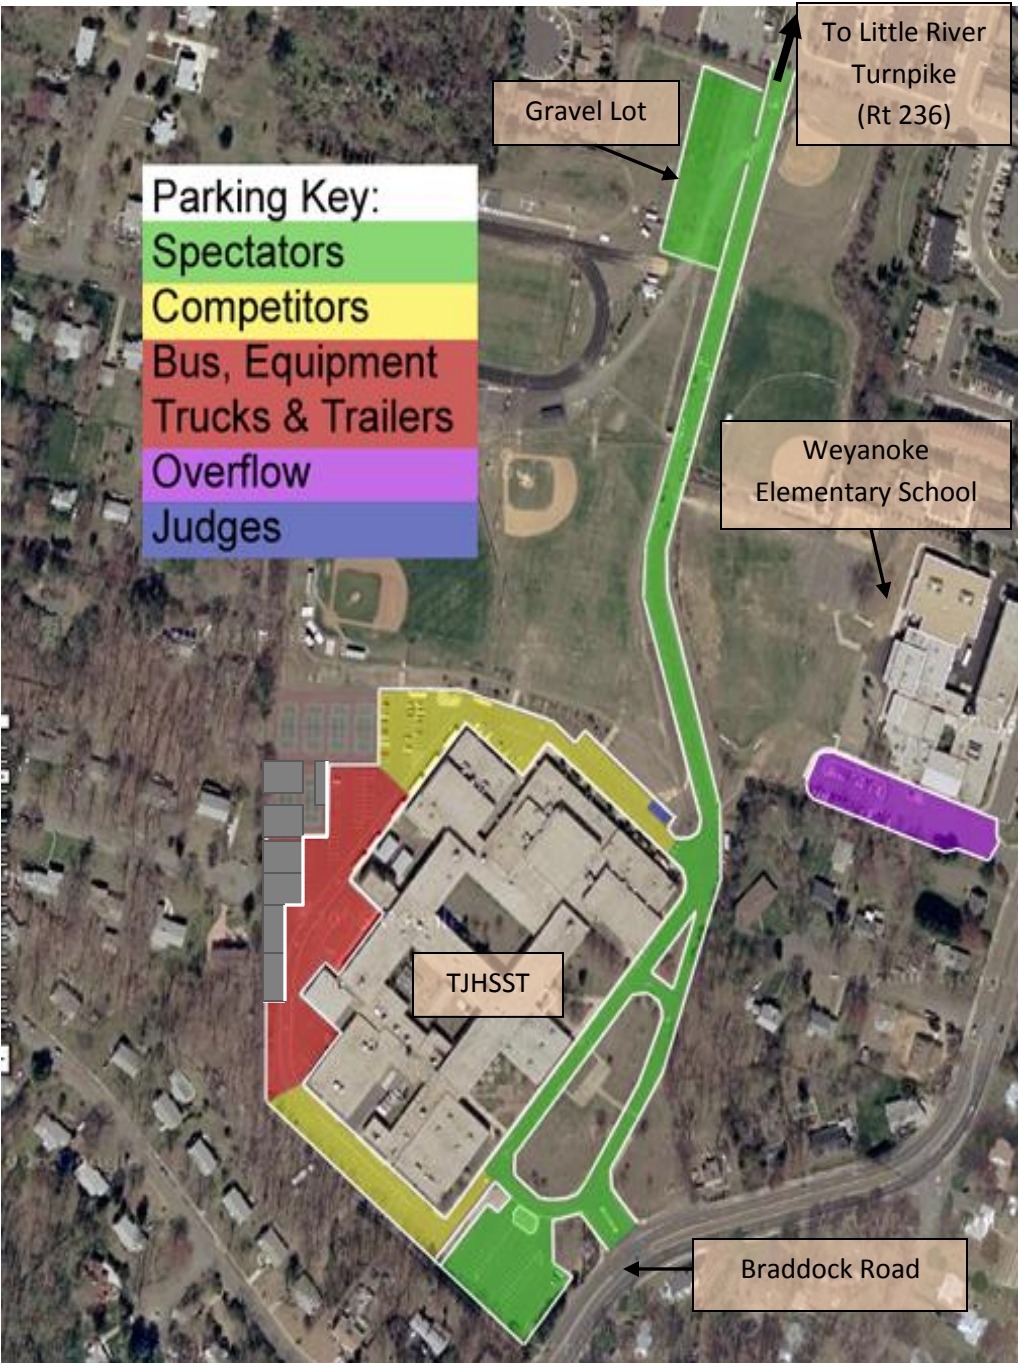 To Little River
Turnpike
(Rt 236)
Gravel Lot
Parking Key:
Spectators
Competitors
Bus, Equipment
Trucks & Trailers
Overflow
Judges
Weyanoke
Elementary School
TJHSST
Braddock Road